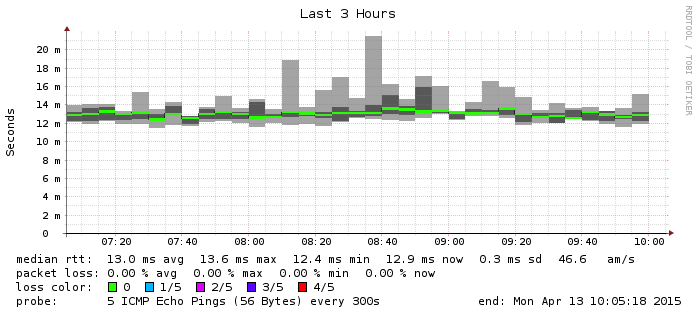 Last 3 Hours
RRDTOOL / TOBI OETIKER
Seconds
20 m
18 m
16 m
14 m
12 m
10 m
8 m
6 m
4 m
2 m
0
07:20 07:40 08:00 08:20 08:40 09:00 09:20 09:40 10:00
median rtt: 13.0 ms avg 13.6 ms max 12.4 ms min 12.9 ms now 0.3 ms sd 46.6 am/s
packet loss: 0.00 % avg 0.00 % max 0.00 % min 0.00 % now
loss color: 0 1/5 2/5 3/5 4/5
probe: 5 ICMP Echo Pings (56 Bytes) every 300s end: Mon Apr 13 10:05:18 2015